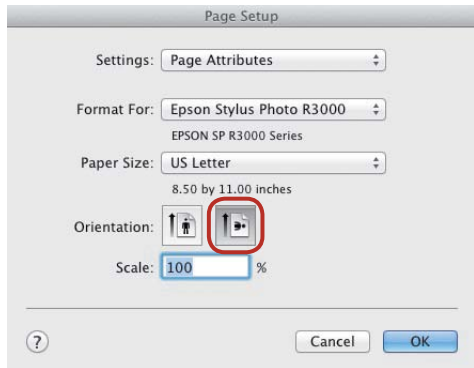 Page Setup
Settings: Page Attributes
Format For: Epson Stylus Photo R3000
EPSON SP R3000 Series
Paper Size: US Letter
8.50 by 11.00 inches
Orientation:
Scale: 100 %
? Cancel OK